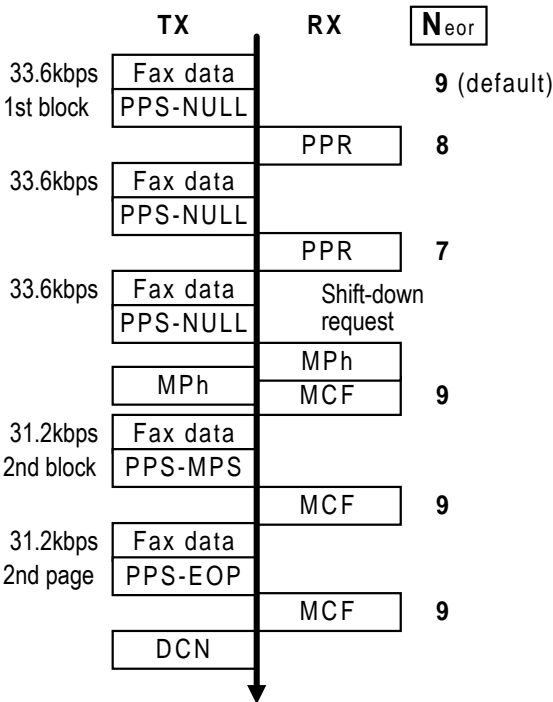 TX RX Neor
33.6kbps Fax data 9 (default)
1st block PPS-NULL
PPR 8
33.6kbps Fax data
PPS-NULL
PPR 7
33.6kbps Fax data Shift-down
PPS-NULL request
MPh
MPh
MCF 9
31.2kbps Fax data
2nd block PPS-MPS
MCF 9
31.2kbps Fax data
2nd page PPS-EOP
MCF 9
DCN